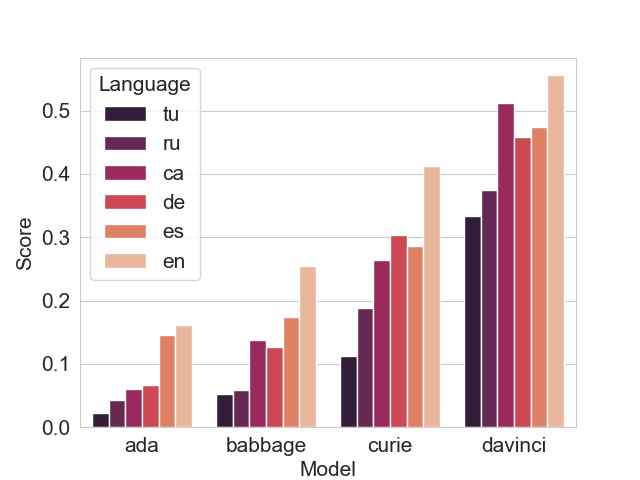 Language
tu
ru
ca
de
es
en
Score
0.5
0.4
0.3
0.2
0.1
0.0
ada babbage curie davinci
Model